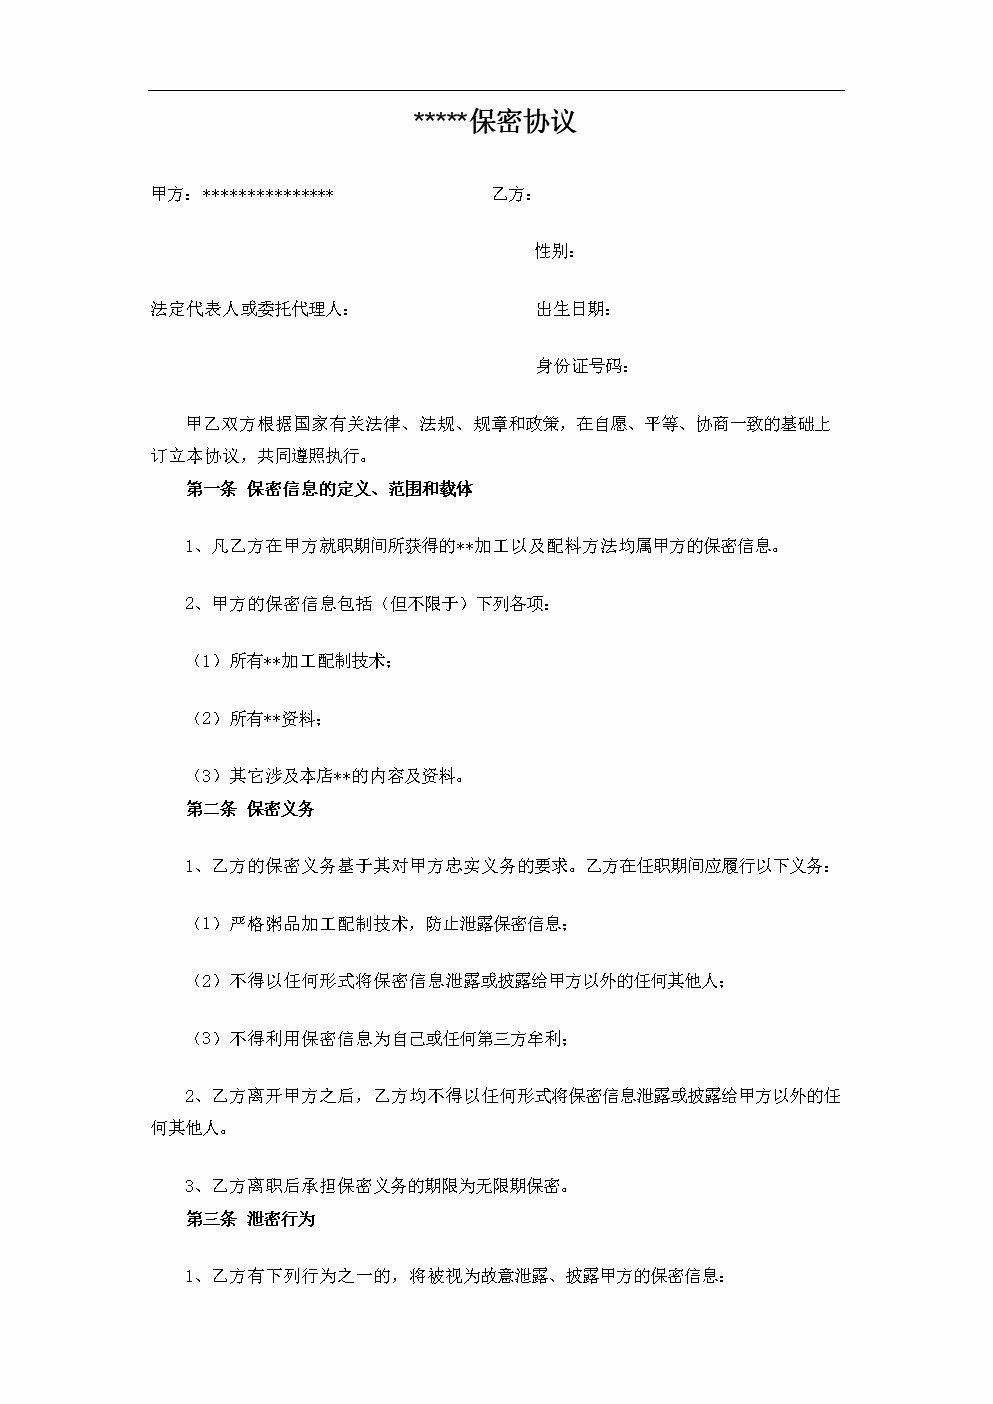 *****保密协议
甲方：*************** 乙方：
性别：
法定代表人或委托代理人： 出生日期：
身份证号码：
甲乙双方根据国家有关法律、法规、规章和政策，在自愿、平等、协商一致的基础上
订立本协议，共同遵照执行。
第一条 保密信息的定义、范围和载体
1、凡乙方在甲方就职期间所获得的**加工以及配料方法均属甲方的保密信息。
2、甲方的保密信息包括（但不限于）下列各项：
（1）所有**加工配制技术；
（2）所有**资料；
（3）其它涉及本店**的内容及资料。
第二条 保密义务
1、乙方的保密义务基于其对甲方忠实义务的要求。乙方在任职期间应履行以下义务：
（1）严格粥品加工配制技术，防止泄露保密信息；
（2）不得以任何形式将保密信息泄露或披露给甲方以外的任何其他人；
（3）不得利用保密信息为自己或任何第三方牟利；
2、乙方离开甲方之后，乙方均不得以任何形式将保密信息泄露或披露给甲方以外的任
何其他人。
3、乙方离职后承担保密义务的期限为无限期保密。
第三条 泄密行为
1、乙方有下列行为之一的，将被视为故意泄露、披露甲方的保密信息：